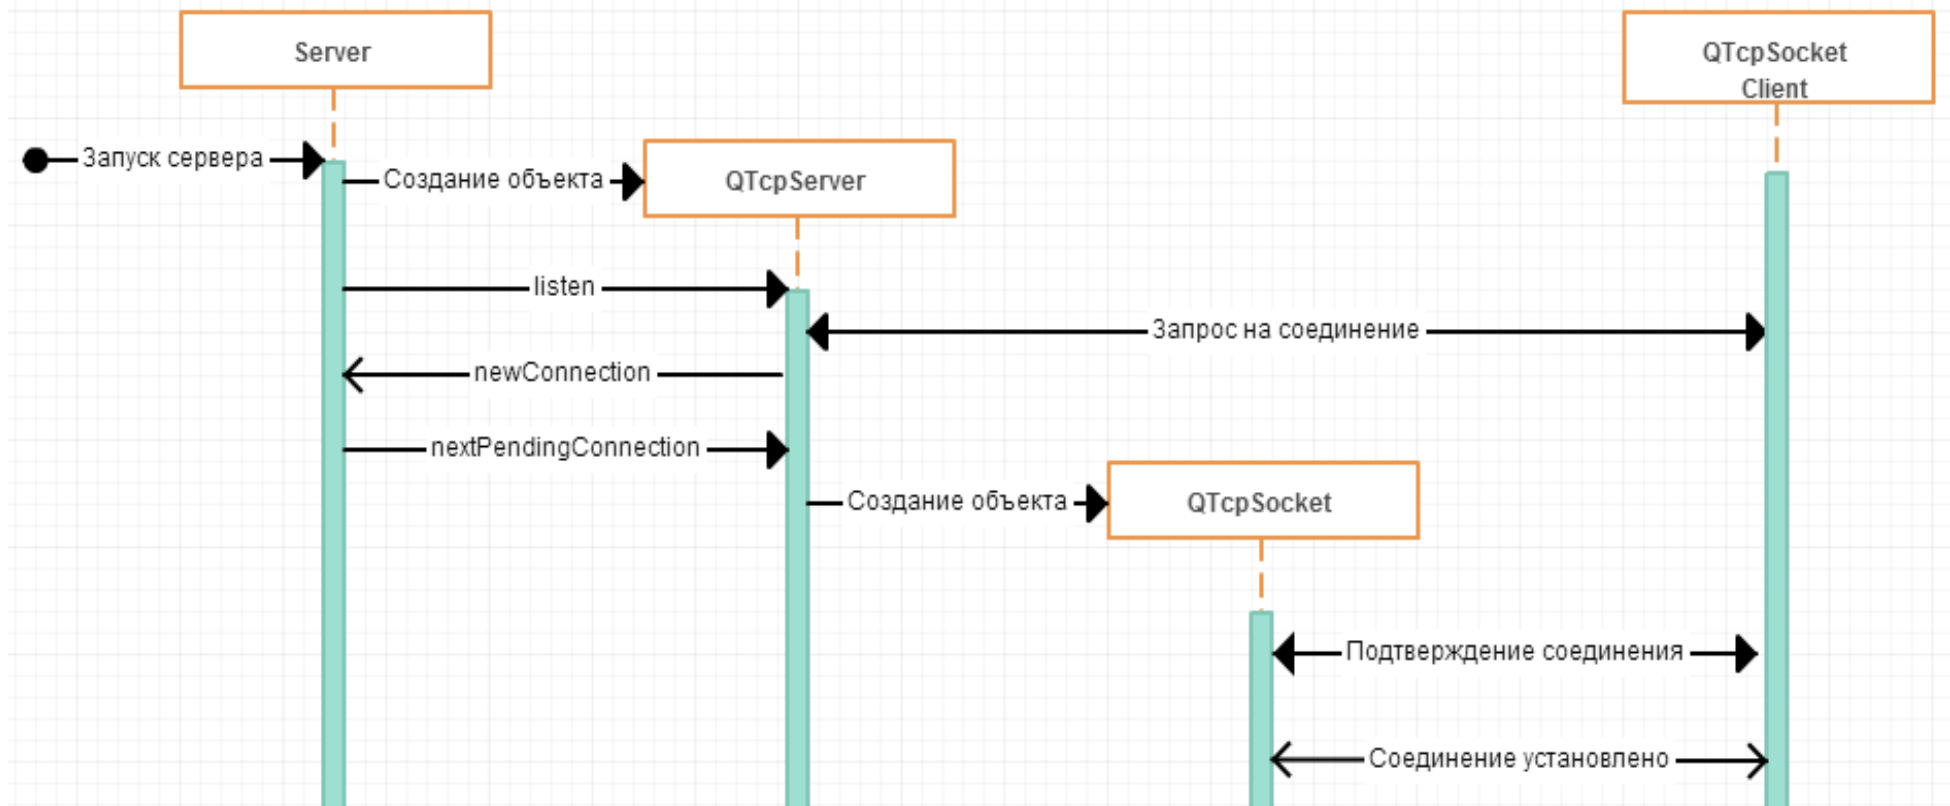 Server
QTcpSocket
Client
Запуск сервера
Создание объекта
QTcpServer
listen
Запрос на соединение
newConnection
nextPendingConnection
Создание объекта
QTcpSocket
Подтверждение соединения
Соединение установлено